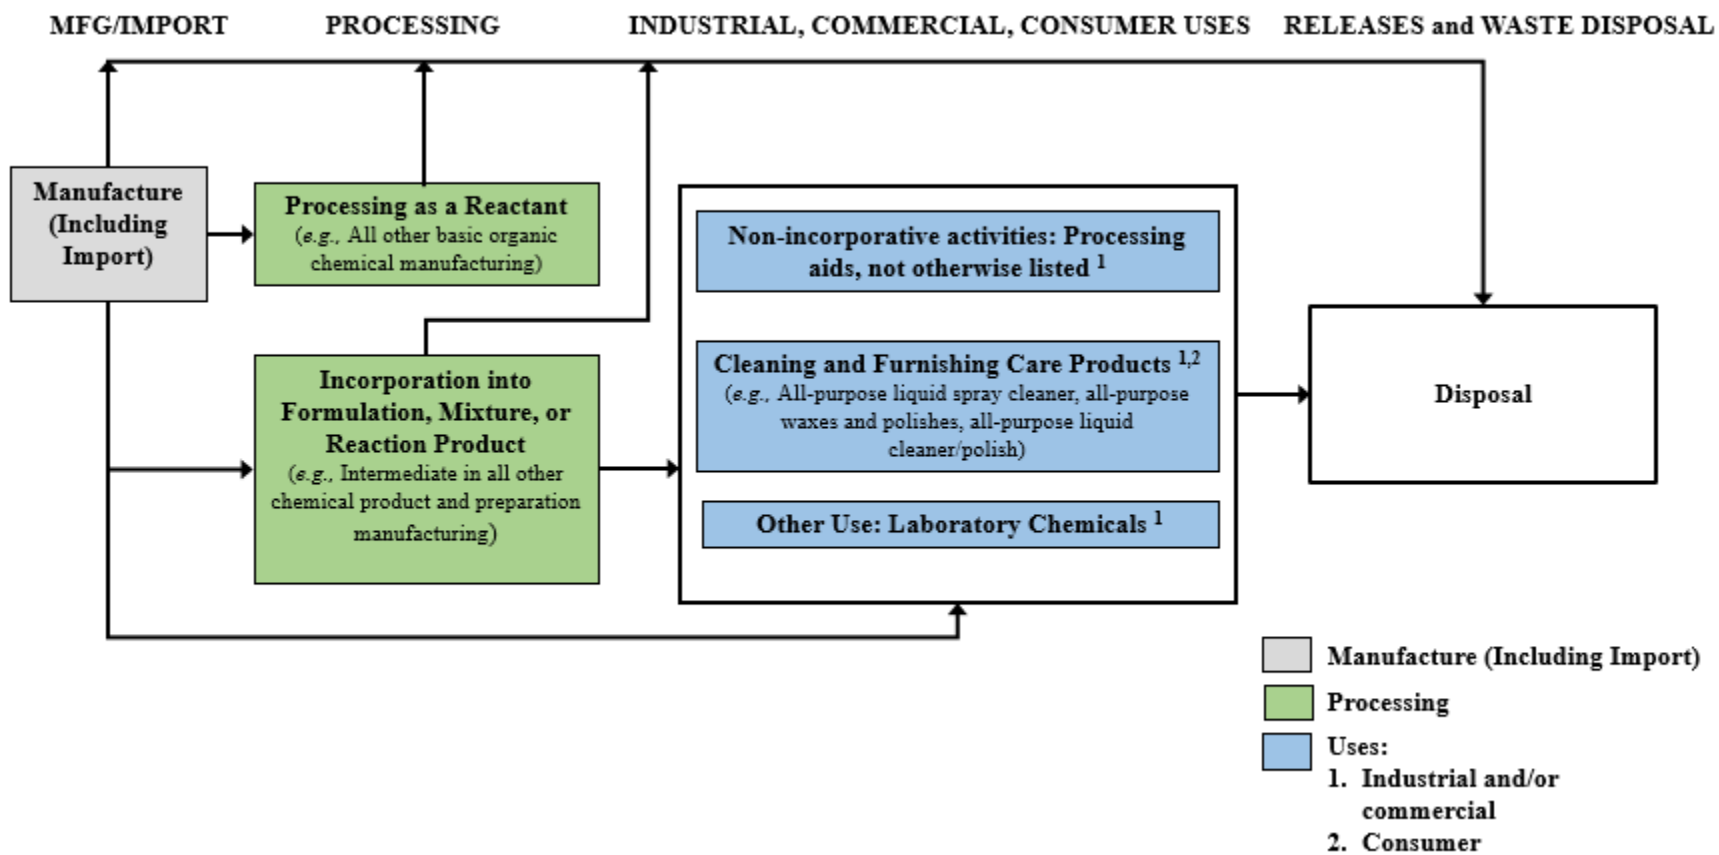 MFG/IMPORT
PROCESSING
INDUSTRIAL, COMMERCIAL, CONSUMER USES
RELEASES and WASTE DISPOSAL
Manufacture
(Including
Import)
Processing as a Reactant
(e.g., All other basic organic
chemical manufacturing)
Incorporation into
Formulation, Mixture, or
Reaction Product
(e.g., Intermediate in all other
chemical product and preparation
manufacturing)
Non-incorporative activities: Processing
aids, not otherwise listed 1
Cleaning and Furnishing Care Products 1,2
(e.g., All-purpose liquid spray cleaner, all-purpose
waxes and polishes, all-purpose liquid
cleaner/polish)
Other Use: Laboratory Chemicals 1
Disposal
Manufacture (Including Import)
Processing
Uses:
1. Industrial and/or
commercial
2. Consumer